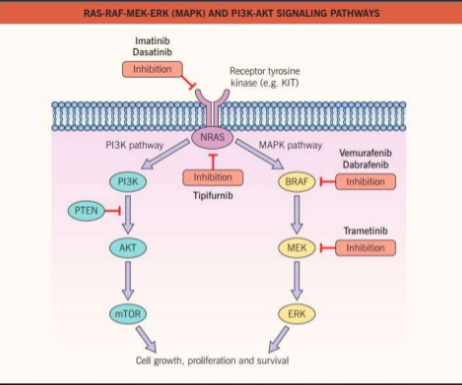 RAS-RAF-MEK-ERK (MAPK) AND PI3K-AKT SIGNALING PATHWAYS
Imatinib
Dasatinib
Inhibition
Receptor tyrosine
kinase (e.g. KIT)
NRAS
PI3K pathway
MAPK pathway
Vemurafenib
Dabrafenib
Inhibition
Inhibition
Tipifurnib
PI3K
BRAF
PTEN
AKT
MEK
Trametinib
Inhibition
mTOR
ERK
Cell growth, proliferation and survival